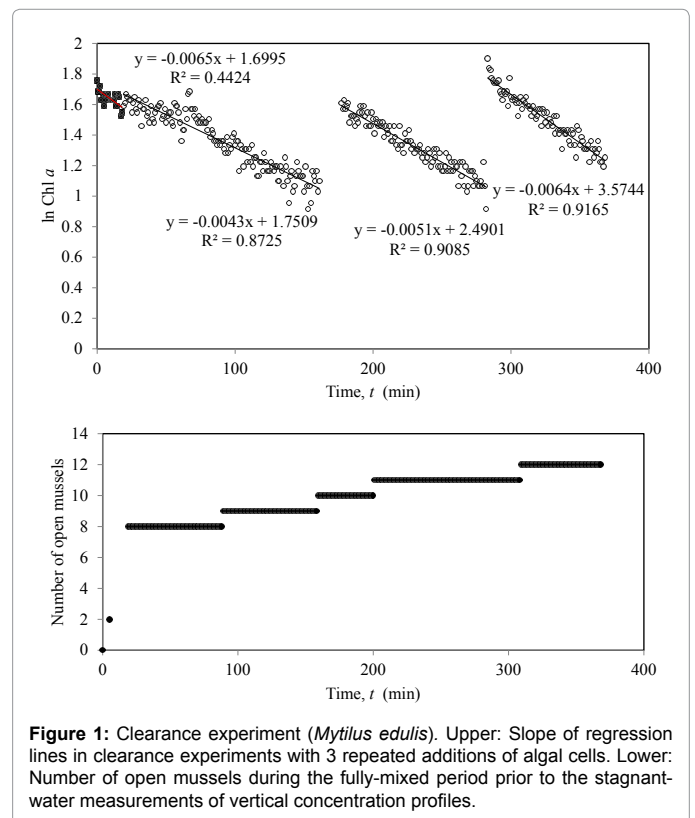 y = -0.0065x + 1.6995
R² = 0.4424
2
1.8
1.6
1.4
1.2
1
0.8
0.6
0.4
0.2
0
ln Chl a
y = -0.0043x + 1.7509
R² = 0.8725
y = -0.0051x + 2.4901
R² = 0.9085
y = -0.0064x + 3.5744
R² = 0.9165
0 100 200 300 400
Time, t (min)
14
12
10
8
6
4
2
0
Number of open mussels
0 100 200 300 400
Time, t (min)
Figure 1: Clearance experiment (Mytilus edulis). Upper: Slope of regression
lines in clearance experiments with 3 repeated additions of algal cells. Lower:
Number of open mussels during the fully-mixed period prior to the stagnant-
water measurements of vertical concentration profiles.